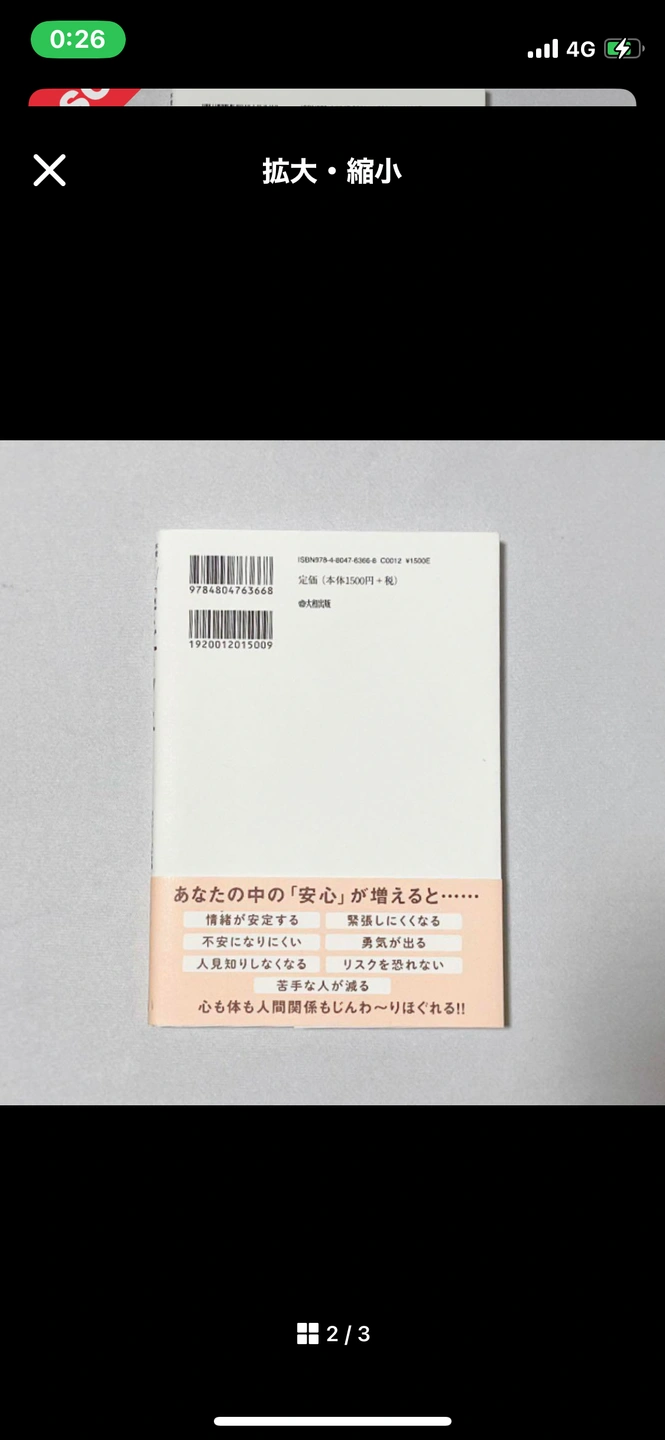 0:26
4G
拡大・縮小
ISBN978-4-8047-6366-8 C0012 ¥1500E
定価（本体1500円+税）
大和出版
9784804763668
1920012015009
あなたの中の「安心」が増えると……
情緒が安定する 緊張しにくくなる
不安になりにくい 勇気が出る
人見知りしなくなる リスクを恐れない
苦手な人が減る
心も体も人間関係もじんわ〜りほぐれる!!
2 / 3